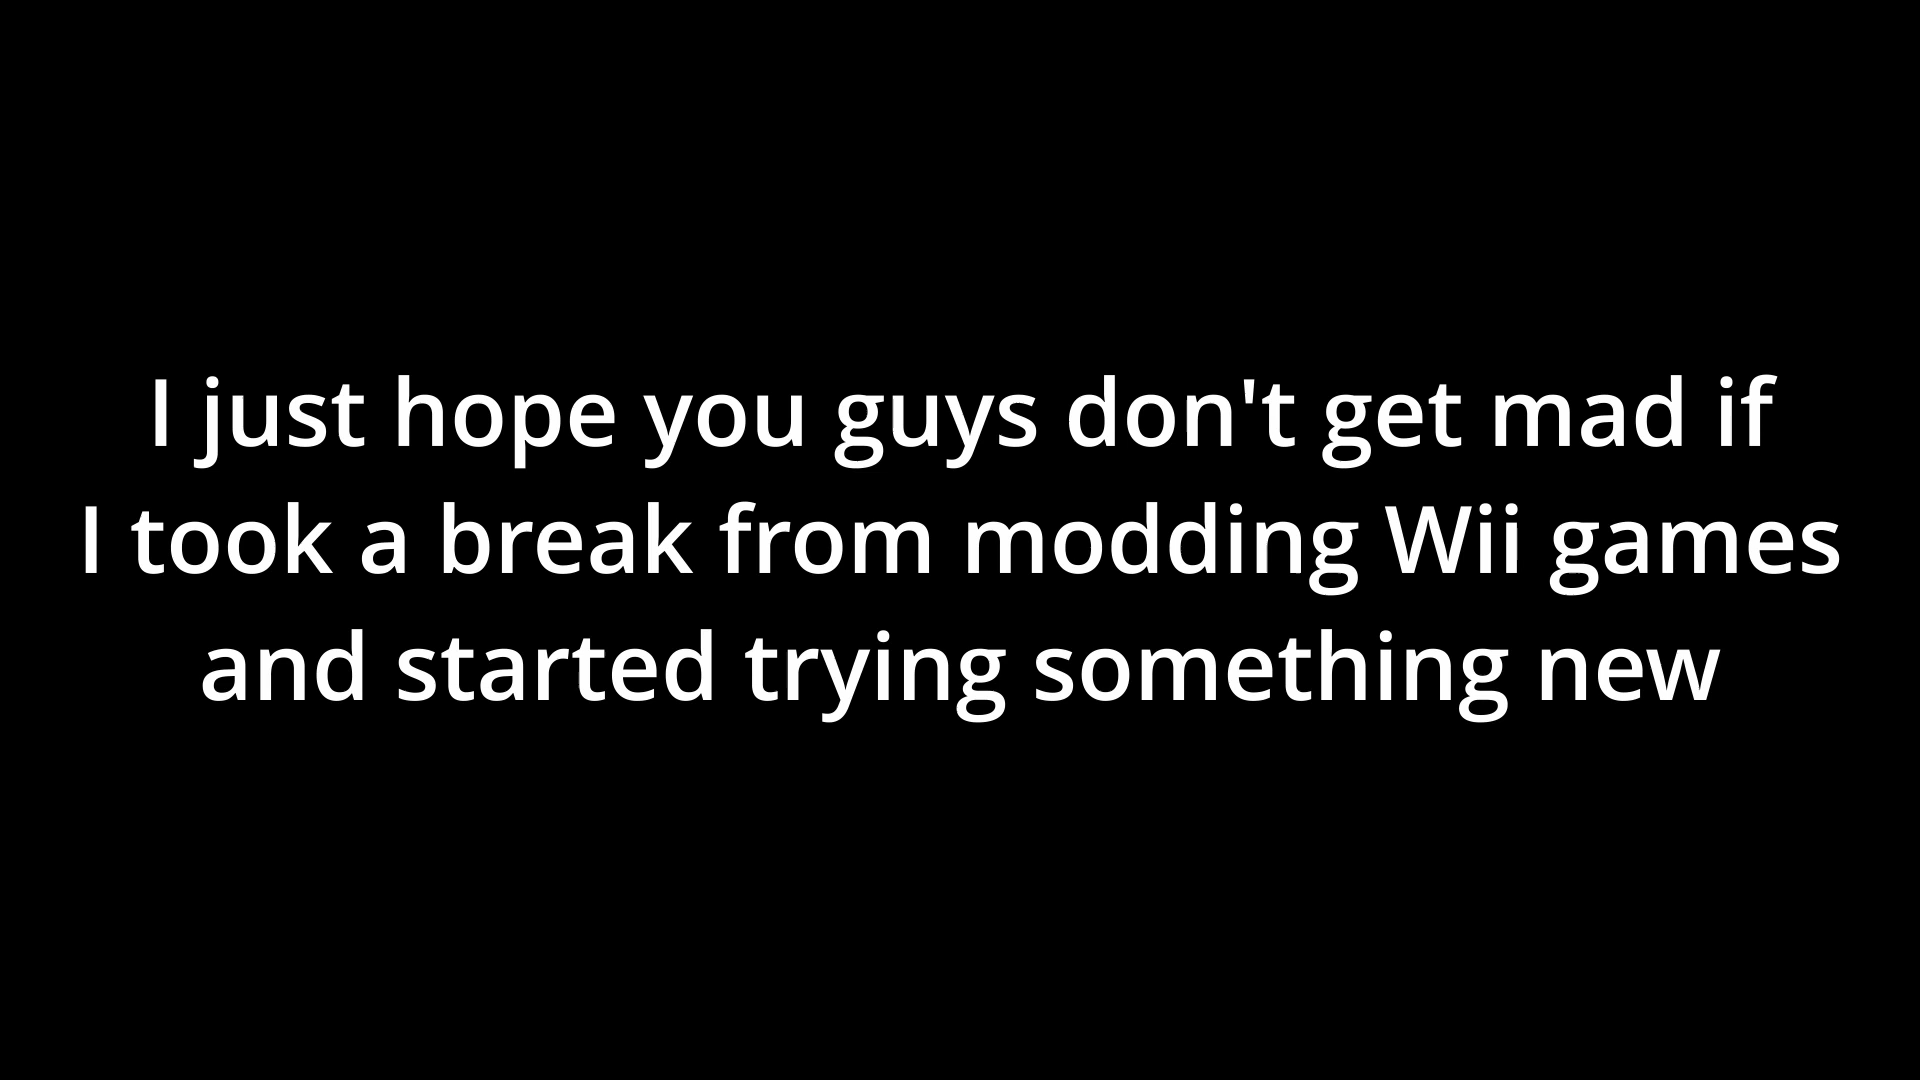 I just hope you guys don't get mad if
I took a break from modding Wii games
and started trying something new